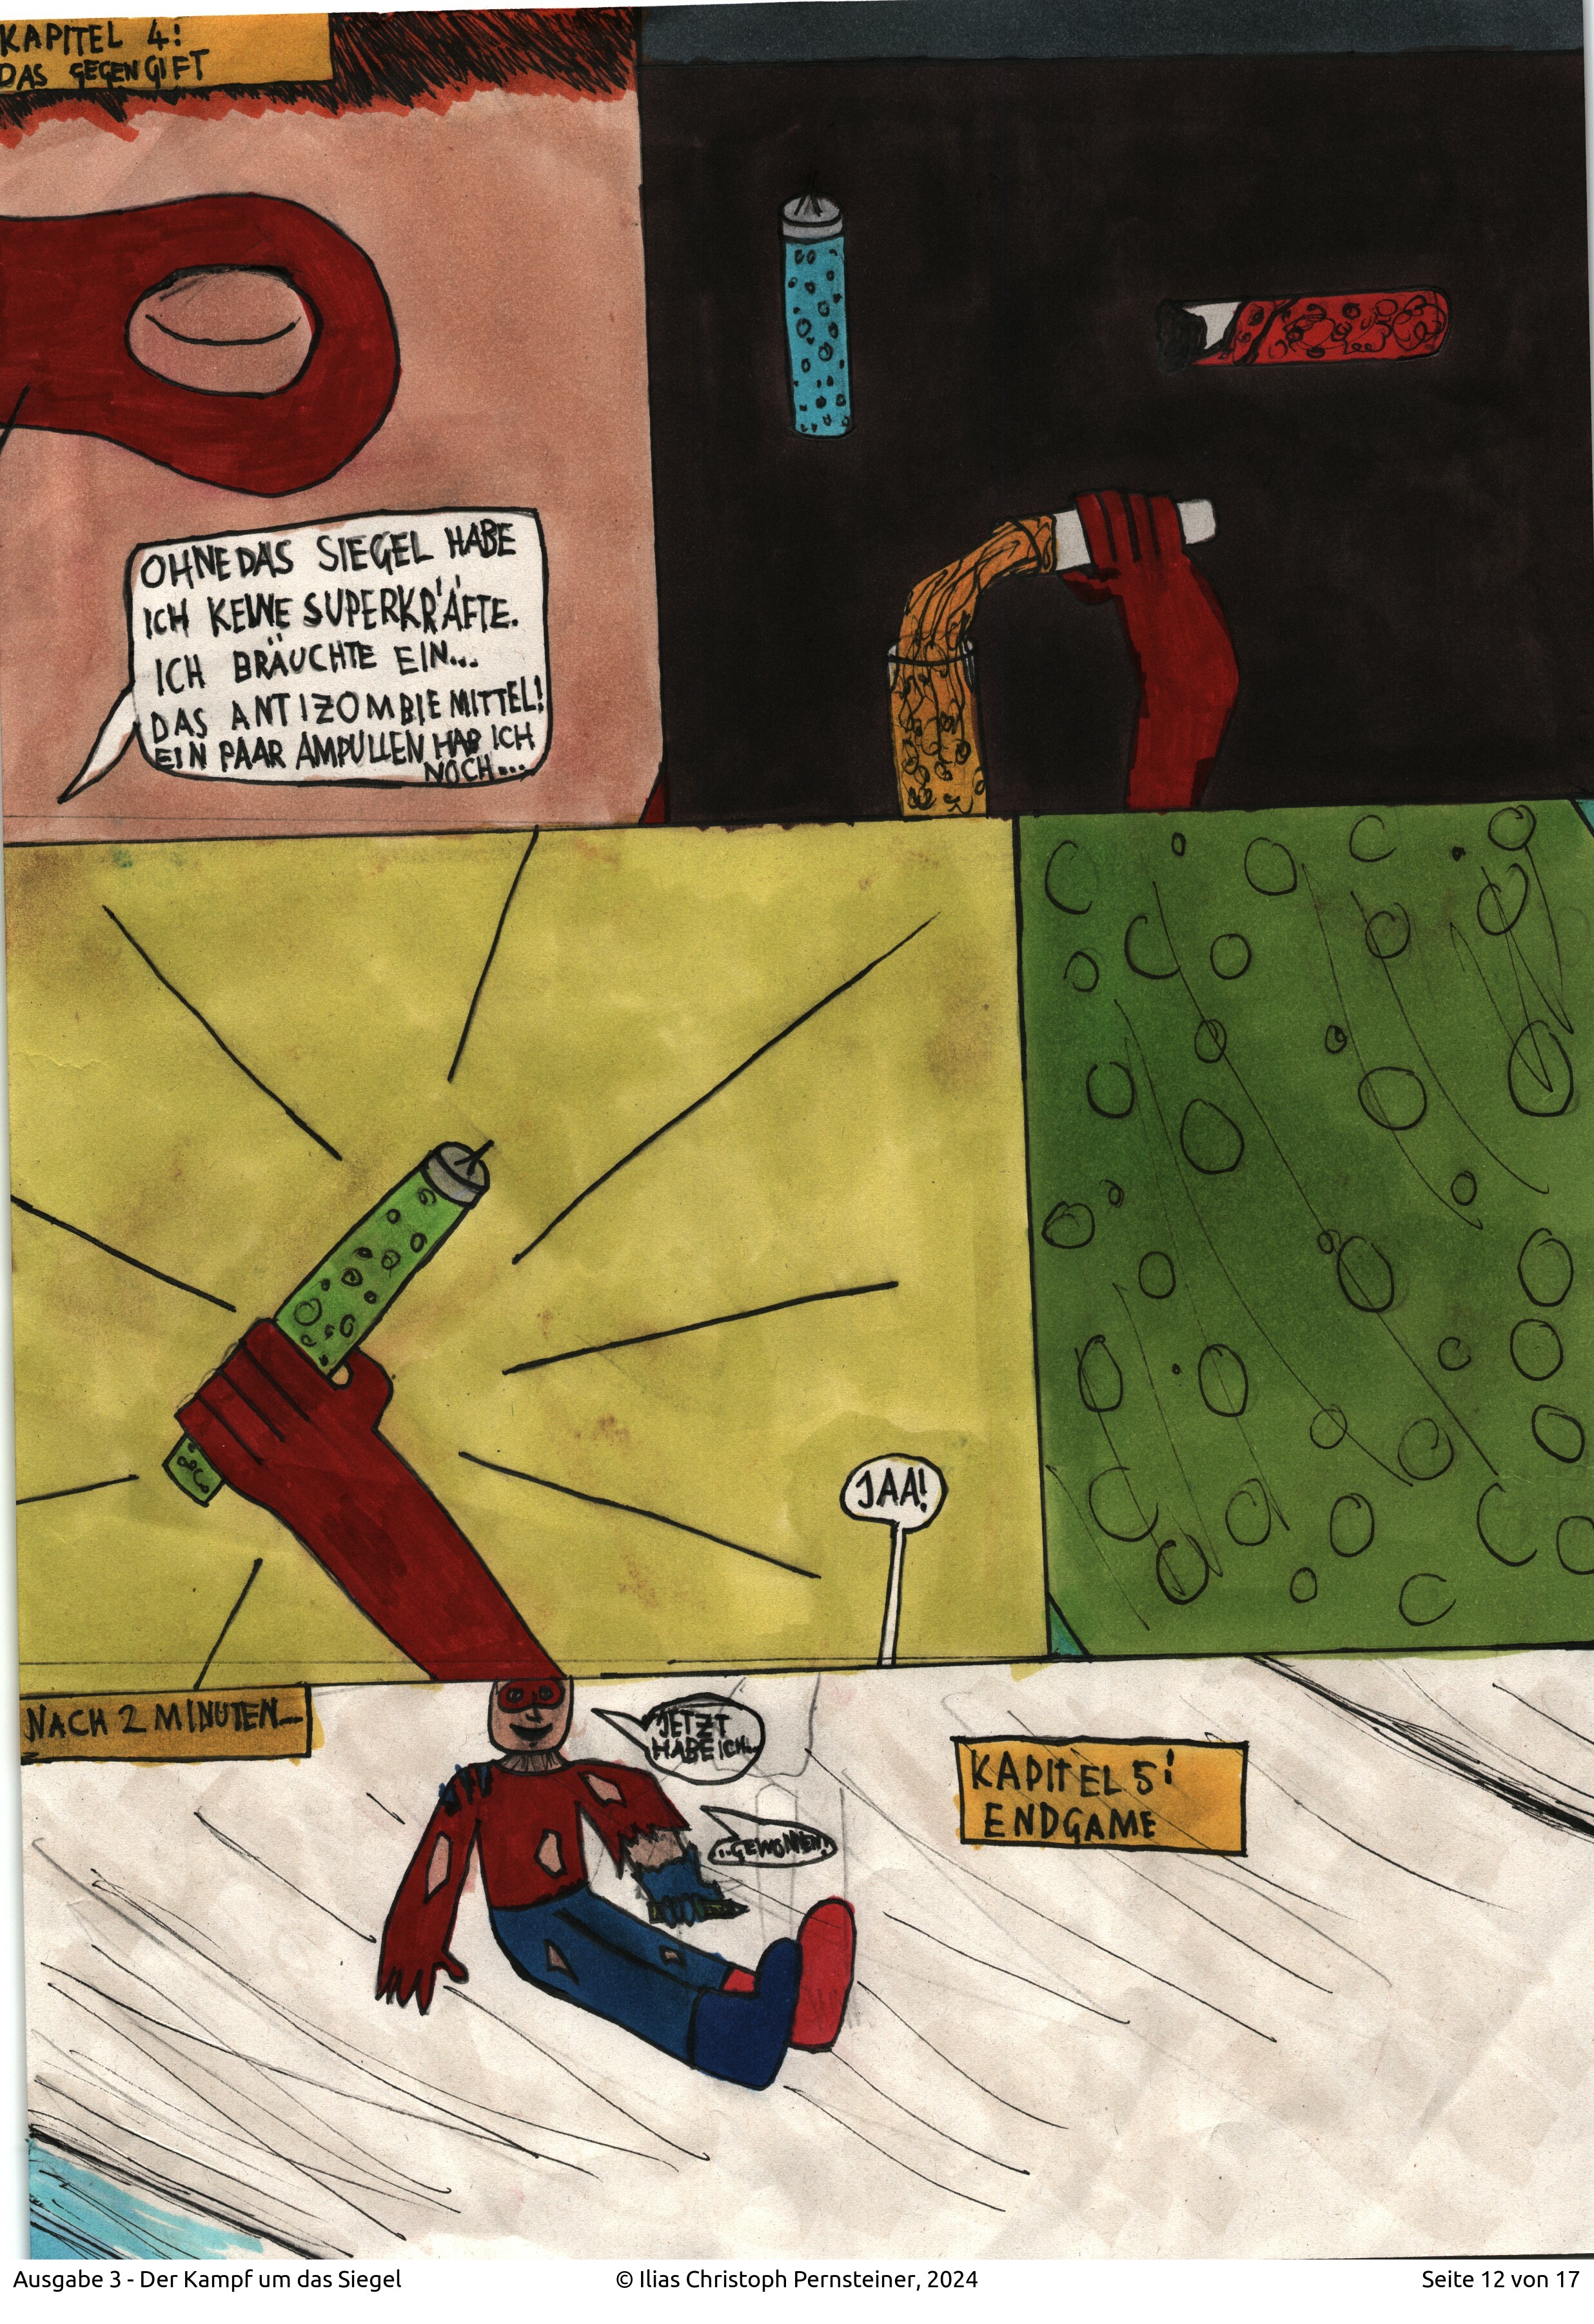 KAPITEL 4:
DAS GEGENGIFT
OHNE DAS SIEGEL HABE
ICH KEINE SUPERKRÄFTE.
ICH BRÄUCHTE EIN...
DAS ANTIZOMBIEMITTEL!
EIN PAAR AMPULLEN HAB ICH
NOCH...
JAA!
NACH 2 MINUTEN...
JETZT
HABE ICH...
...GEWONNEN!
KAPITEL 5:
ENDGAME
Ausgabe 3 - Der Kampf um das Siegel
© Ilias Christoph Pernsteiner, 2024
Seite 12 von 17